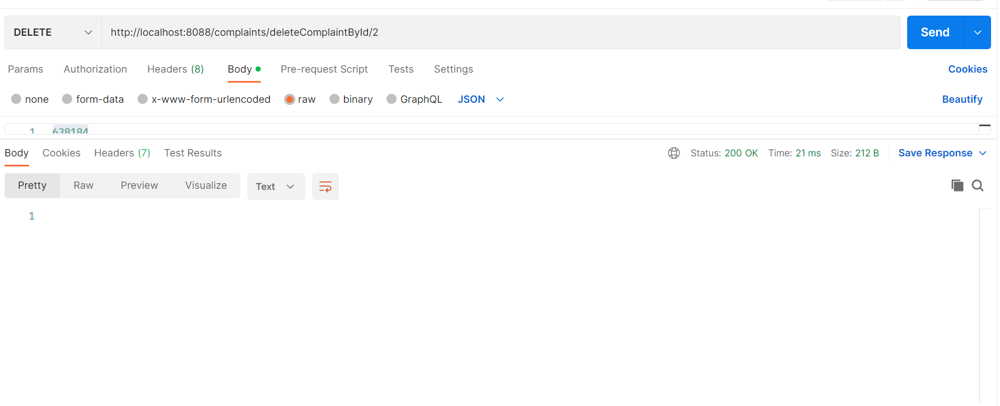 DELETE http://localhost:8088/complaints/deleteComplaintById/2 Send
Params Authorization Headers (8) Body Pre-request Script Tests Settings Cookies
none form-data x-www-form-urlencoded raw binary GraphQL JSON Beautify
1 638184
Body Cookies Headers (7) Test Results Status: 200 OK Time: 21 ms Size: 212 B Save Response
Pretty Raw Preview Visualize Text
1